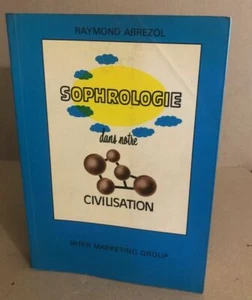 RAYMOND ABREZOL
SOPHROLOGIE
dans notre
CIVILISATION
INTER MARKETING GROUP